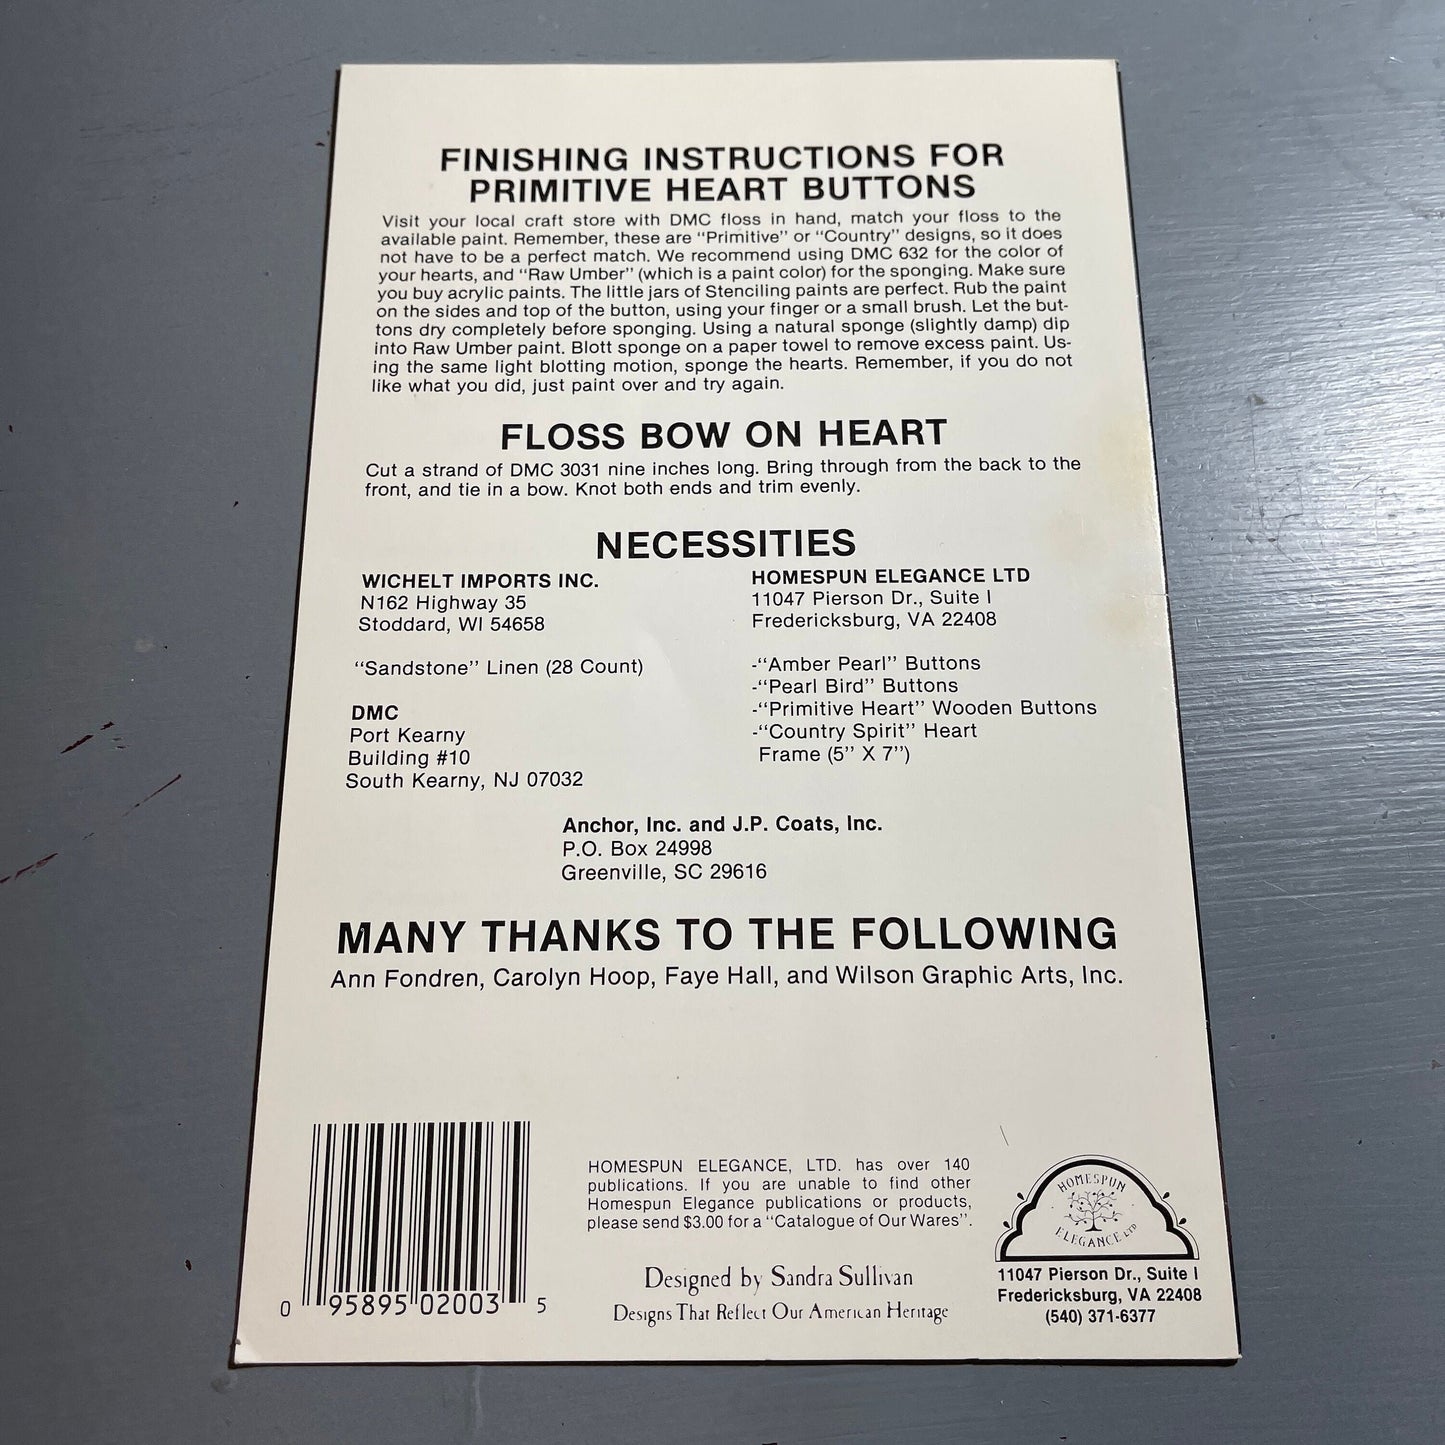 FINISHING INSTRUCTIONS FOR
PRIMITIVE HEART BUTTONS
Visit your local craft store with DMC floss in hand, match your floss to the
available paint. Remember, these are "Primitive" or "Country" designs, so it does
not have to be a perfect match. We recommend using DMC 632 for the color of
your hearts, and "Raw Umber" (which is a paint color) for the sponging. Make sure
you buy acrylic paints. The little jars of Stenciling paints are perfect. Rub the paint
on the sides and top of the button, using your finger or a small brush. Let the but-
tons dry completely before sponging. Using a natural sponge (slightly damp) dip
into Raw Umber paint. Blott sponge on a paper towel to remove excess paint. Us-
ing the same light blotting motion, sponge the hearts. Remember, if you do not
like what you did, just paint over and try again.
FLOSS BOW ON HEART
Cut a strand of DMC 3031 nine inches long. Bring through from the back to the
front, and tie in a bow. Knot both ends and trim evenly.
NECESSITIES
WICHELT IMPORTS INC.
N162 Highway 35
Stoddard, WI 54658
"Sandstone" Linen (28 Count)
DMC
Port Kearny
Building #10
South Kearny, NJ 07032
HOMESPUN ELEGANCE LTD
11047 Pierson Dr., Suite I
Fredericksburg, VA 22408
-"Amber Pearl" Buttons
-"Pearl Bird" Buttons
-"Primitive Heart" Wooden Buttons
-"Country Spirit" Heart
Frame (5" X 7")
Anchor, Inc. and J.P. Coats, Inc.
P.O. Box 24998
Greenville, SC 29616
MANY THANKS TO THE FOLLOWING
Ann Fondren, Carolyn Hoop, Faye Hall, and Wilson Graphic Arts, Inc.
0 95895 02003 5
HOMESPUN ELEGANCE, LTD. has over 140
publications. If you are unable to find other
Homespun Elegance publications or products,
please send $3.00 for a "Catalogue of Our Wares".
Designed by Sandra Sullivan
Designs That Reflect Our American Heritage
HOMESPUN
ELEGANCE LTD
11047 Pierson Dr., Suite I
Fredericksburg, VA 22408
(540) 371-6377